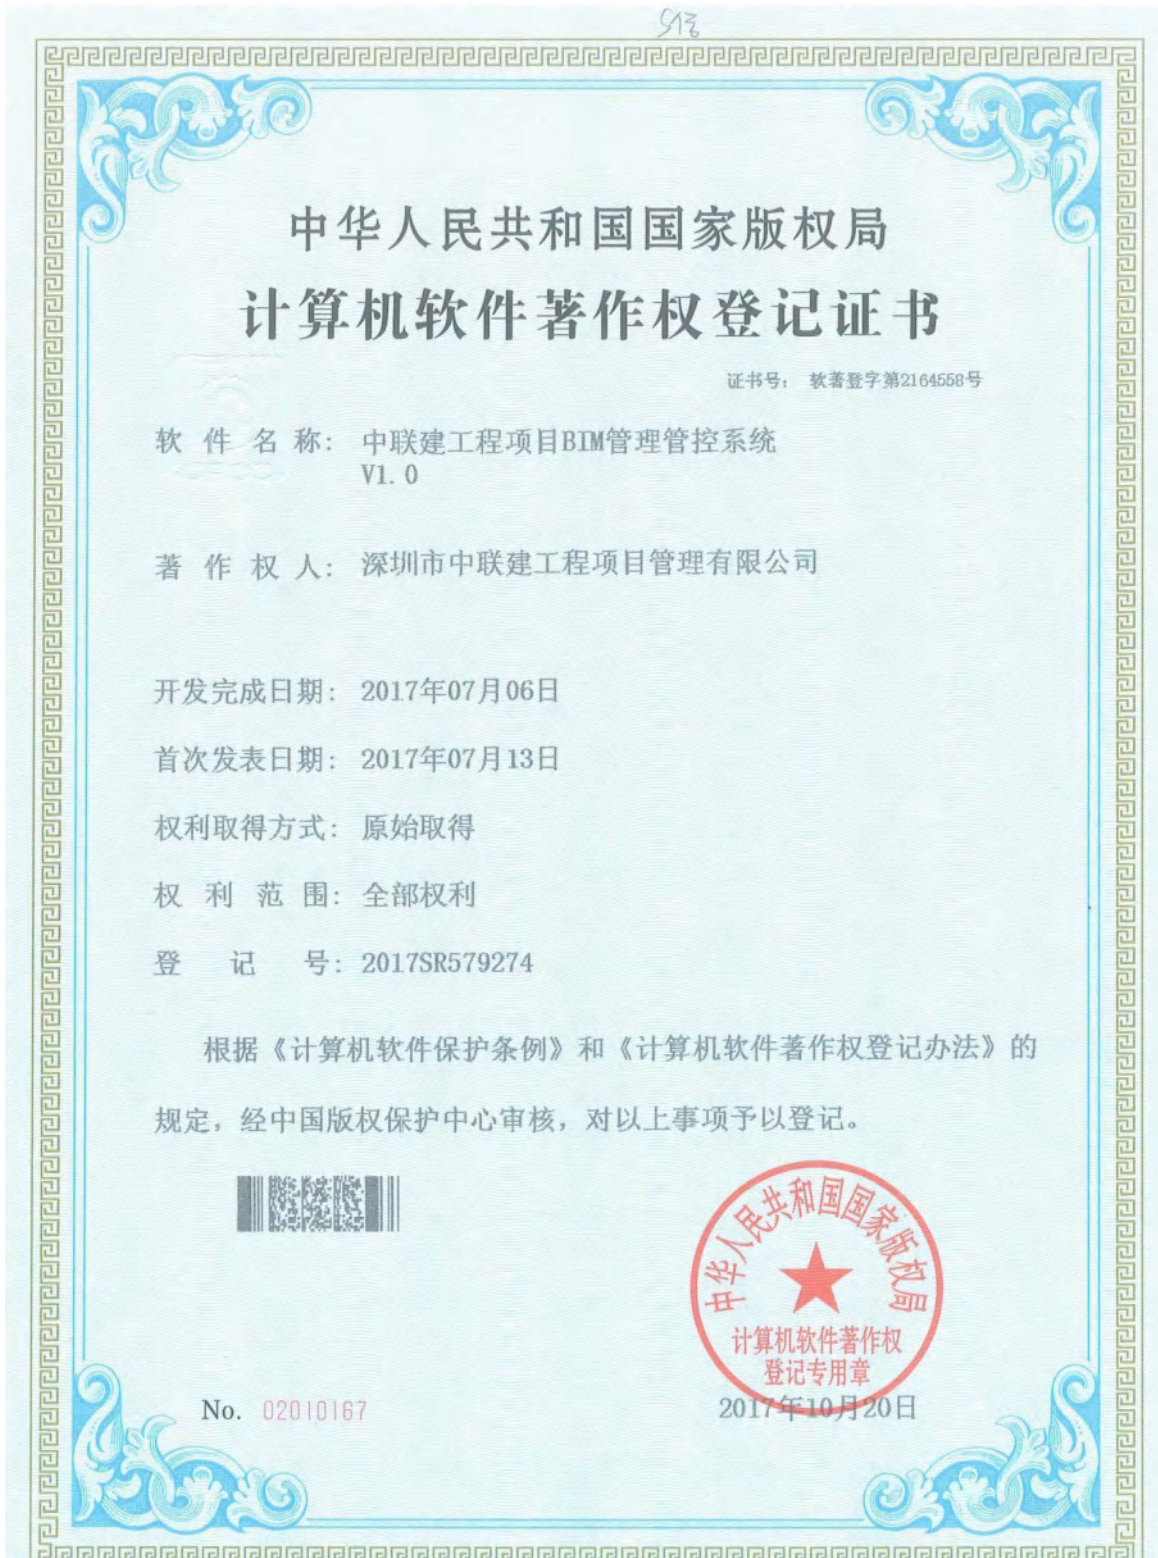 中华人民共和国国家版权局
计算机软件著作权登记证书
证书号： 软著登字第2164558号
软件名称： 中联建工程项目BIM管理管控系统
V1.0
著作权人： 深圳市中联建工程项目管理有限公司
开发完成日期： 2017年07月06日
首次发表日期： 2017年07月13日
权利取得方式： 原始取得
权利范围： 全部权利
登记号： 2017SR579274
根据《计算机软件保护条例》和《计算机软件著作权登记办法》的
规定，经中国版权保护中心审核，对以上事项予以登记。
中华人民共和国国家版权局
计算机软件著作权
登记专用章
No. 02010167
2017年10月20日